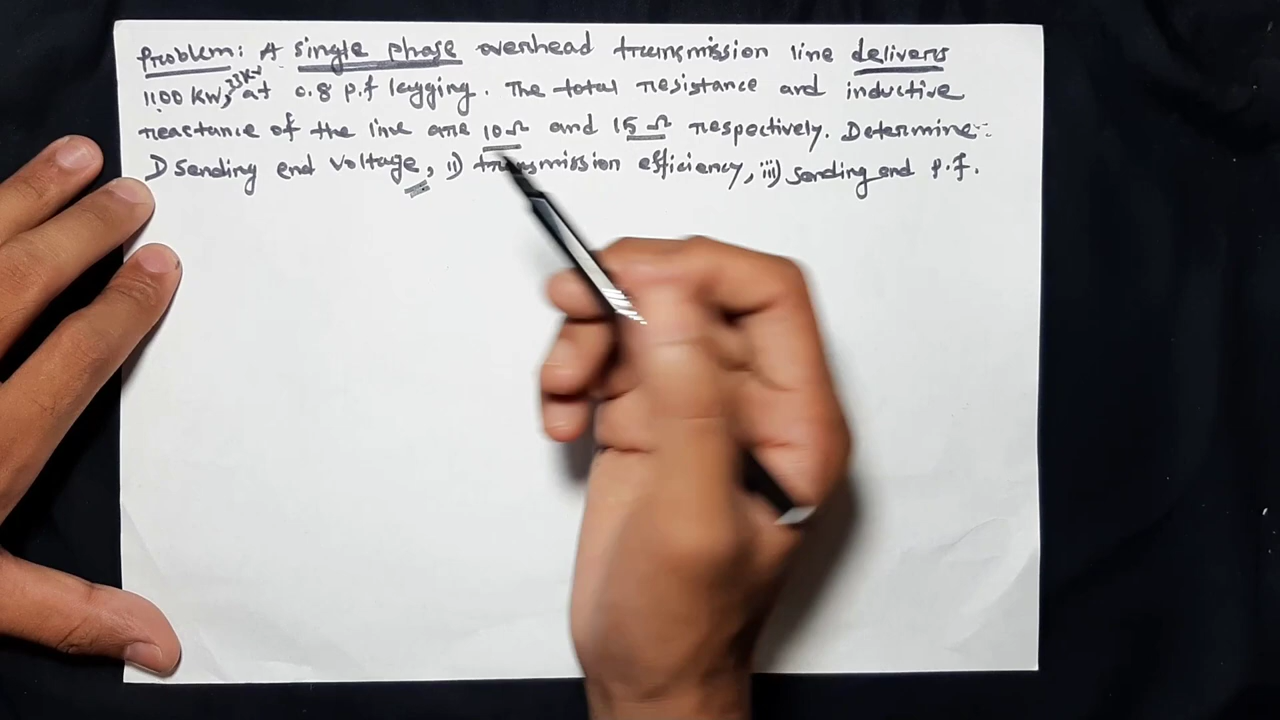 Problem: A single phase overhead transmission line delivers
1100 KW, 33KV at 0.8 P.f lagging. The total resistance and inductive
reactance of the line are 10Ω and 15Ω respectively. Determine:
i) Sending end voltage, ii) transmission efficiency, iii) sending end P.f.